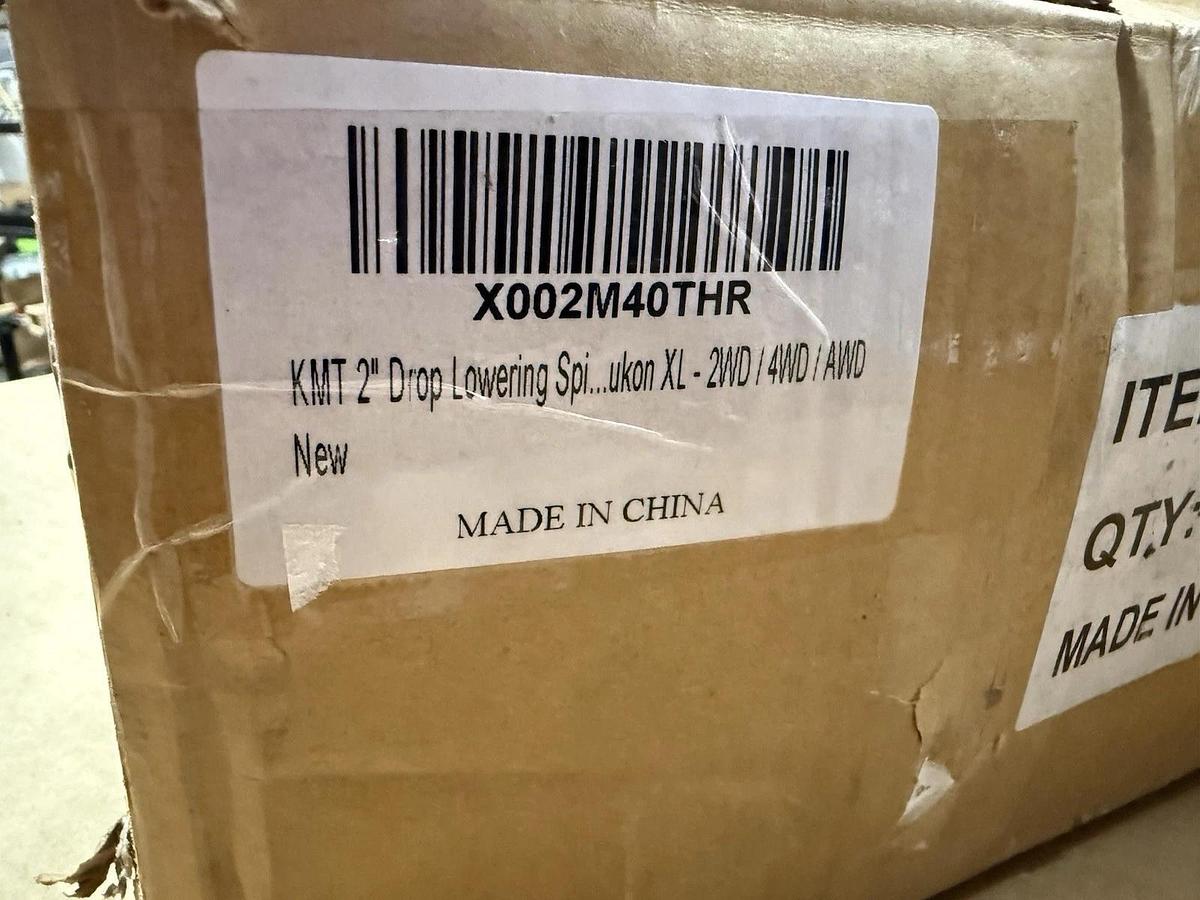 X002M40THR
KMT 2" Drop Lowering Spi...ukon XL - 2WD / 4WD / AWD
New
MADE IN CHINA
ITE
QTY:
MADE IN